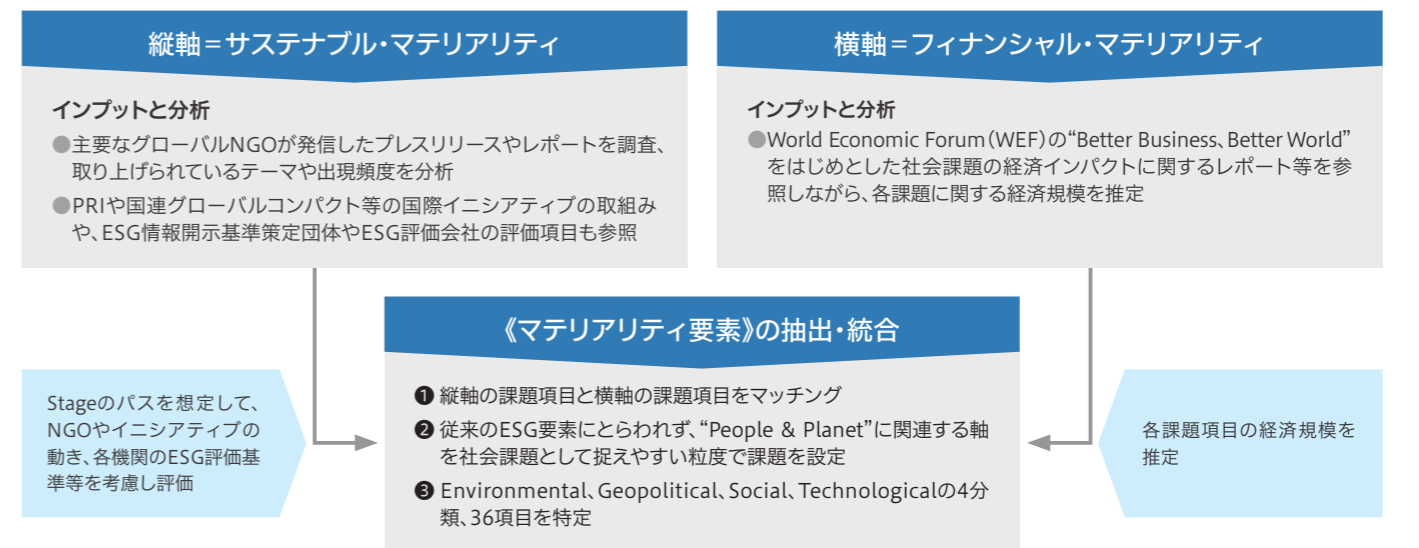 縦軸＝サステナブル・マテリアリティ
インプットと分析
●主要なグローバルNGOが発信したプレスリリースやレポートを調査、
取り上げられているテーマや出現頻度を分析
●PRIや国連グローバルコンパクト等の国際イニシアティブの取組み
や、ESG情報開示基準策定団体やESG評価会社の評価項目も参照
横軸＝フィナンシャル・マテリアリティ
インプットと分析
●World Economic Forum（WEF）の“Better Business、Better World”
をはじめとした社会課題の経済インパクトに関するレポート等を参
照しながら、各課題に関する経済規模を推定
《マテリアリティ要素》の抽出・統合
❶ 縦軸の課題項目と横軸の課題項目をマッチング
❷ 従来のESG要素にとらわれず、“People & Planet”に関連する軸
を社会課題として捉えやすい粒度で課題を設定
❸ Environmental、Geopolitical、Social、Technologicalの4分
類、36項目を特定
Stageのパスを想定して、
NGOやイニシアティブの
動き、各機関のESG評価基
準等を考慮し評価
各課題項目の経済規模を
推定